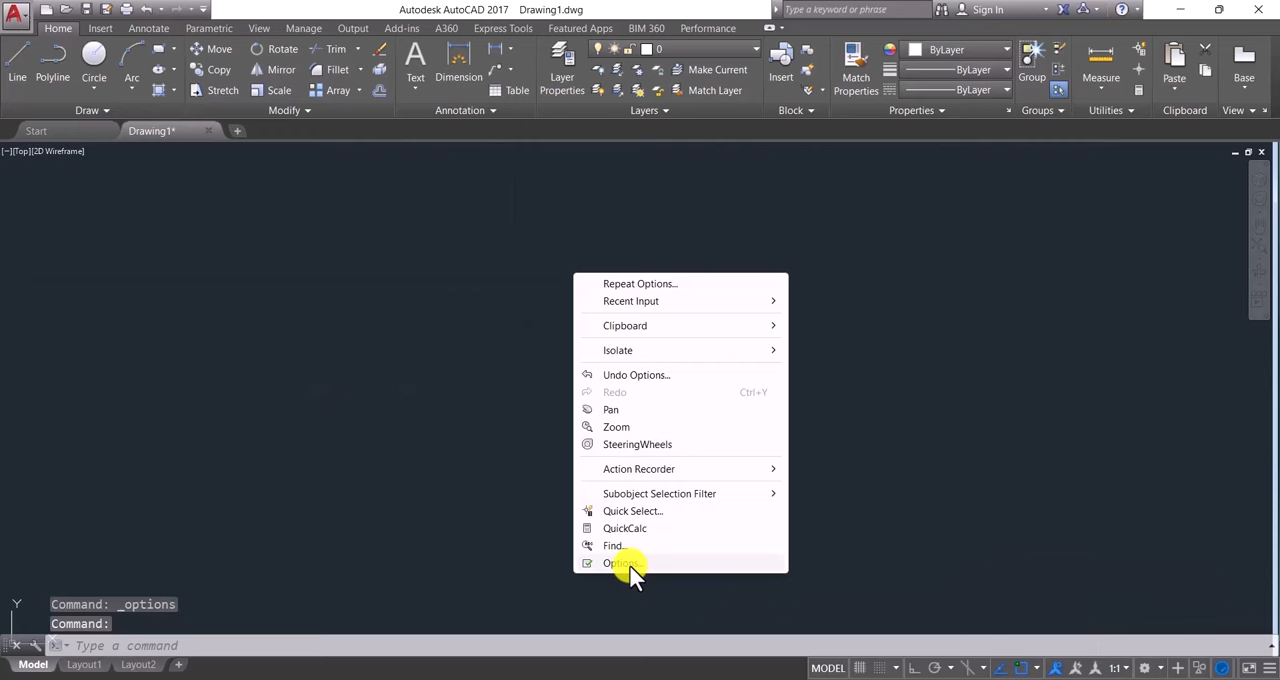 Autodesk AutoCAD 2017 Drawing1.dwg
Type a keyword or phrase
Sign In
Home Insert Annotate Parametric View Manage Output Add-ins A360 Express Tools Featured Apps BIM 360 Performance
Line
Polyline
Circle
Arc
Draw
Move
Copy
Stretch
Rotate
Mirror
Scale
Trim
Fillet
Array
Modify
Text
Dimension
Table
Annotation
Layer
Properties
0
Make Current
Match Layer
Layers
Insert
Block
Match
Properties
ByLayer
ByLayer
ByLayer
Properties
Group
Groups
Measure
Utilities
Paste
Clipboard
Base
View
Start
Drawing1*
[−][Top][2D Wireframe]
Repeat Options...
Recent Input
Clipboard
Isolate
Undo Options...
Redo Ctrl+Y
Pan
Zoom
SteeringWheels
Action Recorder
Subobject Selection Filter
Quick Select...
QuickCalc
Find...
Options...
Y
Command: _options
Command:
Type a command
Model Layout1 Layout2
MODEL
1:1